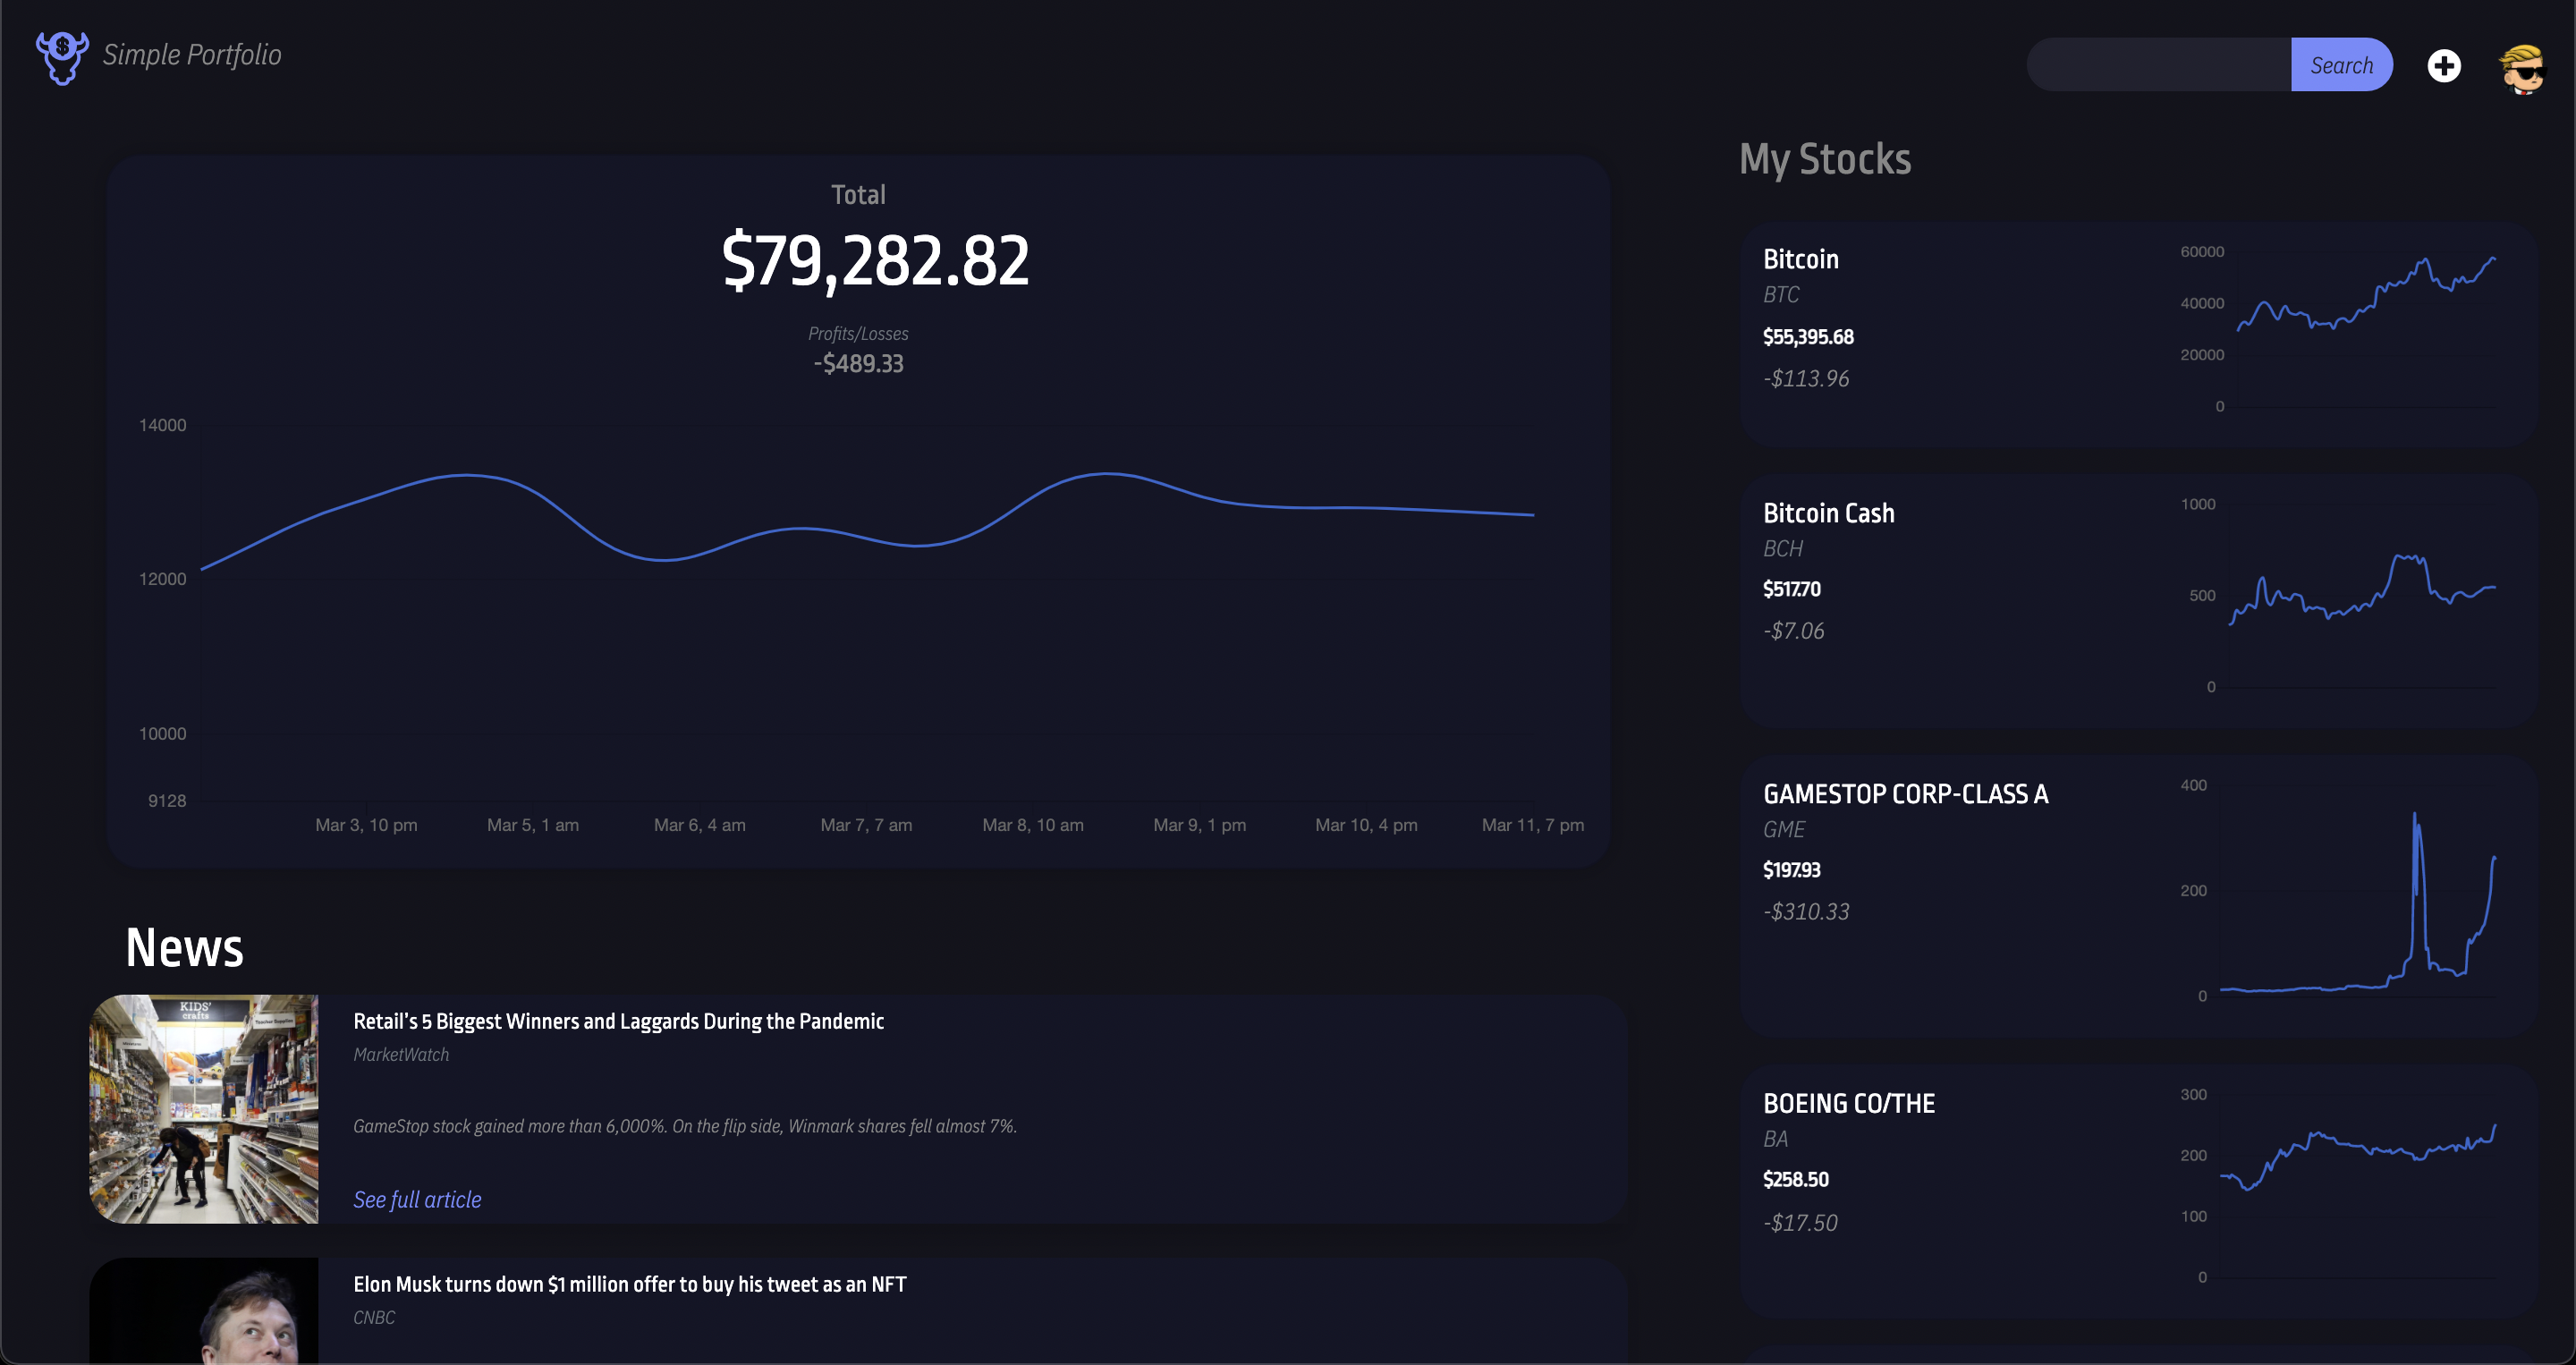 Simple Portfolio
Search
Total
$79,282.82
Profits/Losses
-$489.33
14000
12000
10000
9128
Mar 3, 10 pm
Mar 5, 1 am
Mar 6, 4 am
Mar 7, 7 am
Mar 8, 10 am
Mar 9, 1 pm
Mar 10, 4 pm
Mar 11, 7 pm
News
KIDS'
crafts
Teacher Supplies
Retail's 5 Biggest Winners and Laggards During the Pandemic
MarketWatch
GameStop stock gained more than 6,000%. On the flip side, Winmark shares fell almost 7%.
See full article
Elon Musk turns down $1 million offer to buy his tweet as an NFT
CNBC
My Stocks
Bitcoin
BTC
$55,395.68
-$113.96
60000
40000
20000
0
Bitcoin Cash
BCH
$517.70
-$7.06
1000
500
0
GAMESTOP CORP-CLASS A
GME
$197.93
-$310.33
400
200
0
BOEING CO/THE
BA
$258.50
-$17.50
300
200
100
0